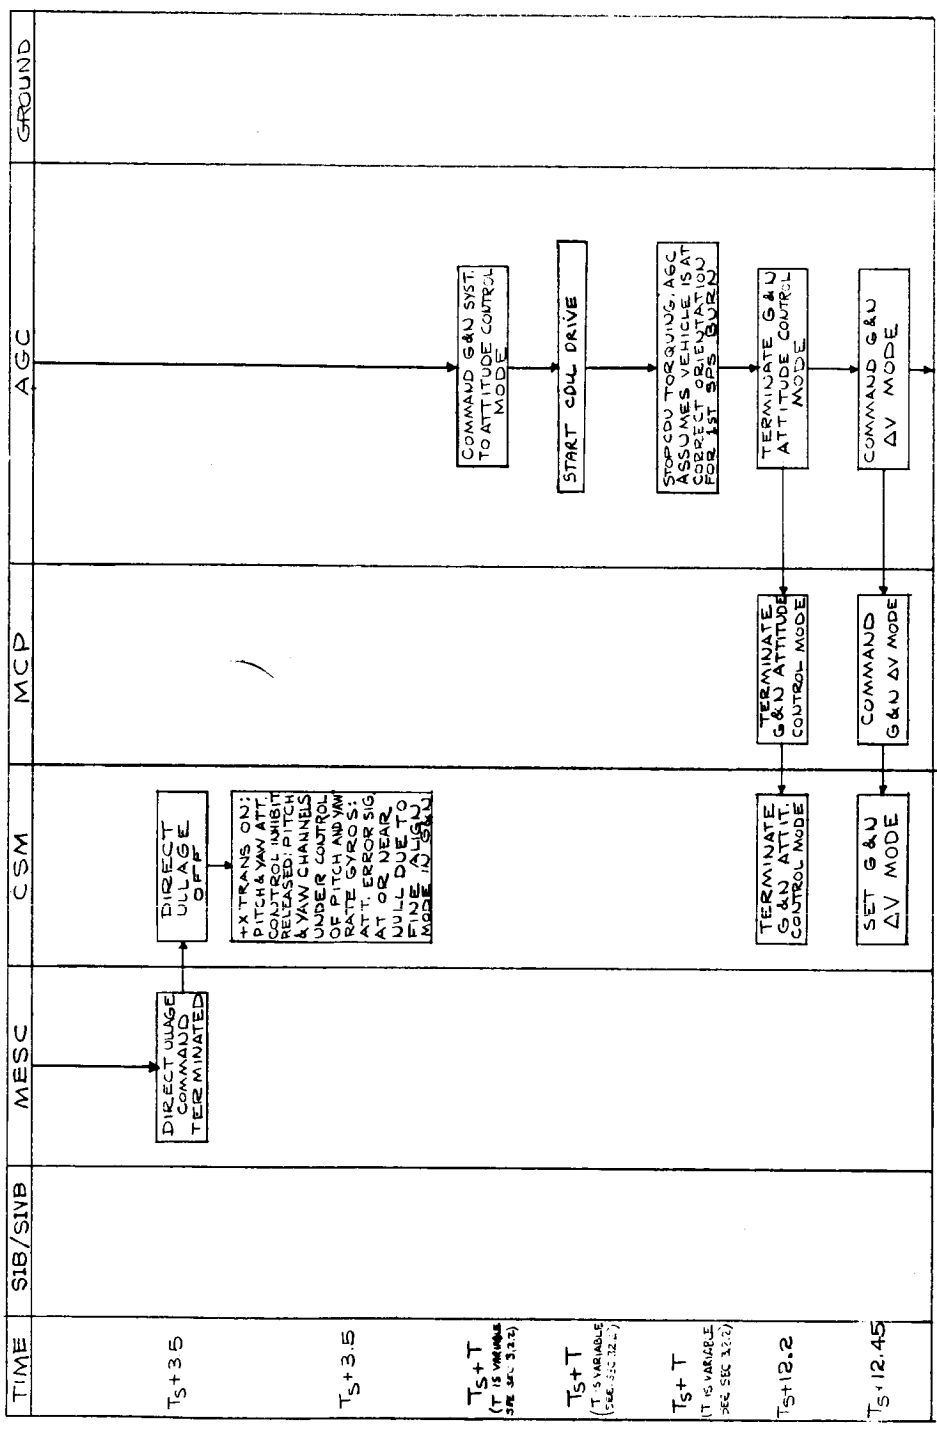 TIME
SIB/SIVB
MESC
CSM
MCP
AGC
GROUND
TS+3.5
DIRECT ULLAGE
COMMAND
TERMINATED
DIRECT
ULLAGE
OFF
TS+3.5
+X TRANS ON;
PITCH & YAW ATT.
CONTROL INHIBIT
RELEASED; PITCH
& YAW CHANNELS
UNDER CONTROL
OF PITCH AND YAW
RATE GYROS:
ATT. ERROR SIG.
AT OR NEAR
NULL DUE TO
FINE ALIGN
MODE IN G&N
TS+T
(T IS VARIABLE
SEE SEC 3.2.2)
COMMAND G&N SYST.
TO ATTITUDE CONTROL
MODE
TS+T
(T IS VARIABLE
SEE SEC 3.2.2)
START CDU DRIVE
TS+T
(T IS VARIABLE
SEE SEC 3.2.2)
STOP CDU TORQUING. AGC
ASSUMES VEHICLE IS AT
CORRECT ORIENTATION
FOR 1ST SPS BURN
TS+12.2
TERMINATE
G&N ATTIT.
CONTROL MODE
TERMINATE
G&N ATTITUDE
CONTROL MODE
TERMINATE G&N
ATTITUDE CONTROL
MODE
TS+12.45
SET G&N
ΔV MODE
COMMAND
G&N ΔV MODE
COMMAND G&N
ΔV MODE